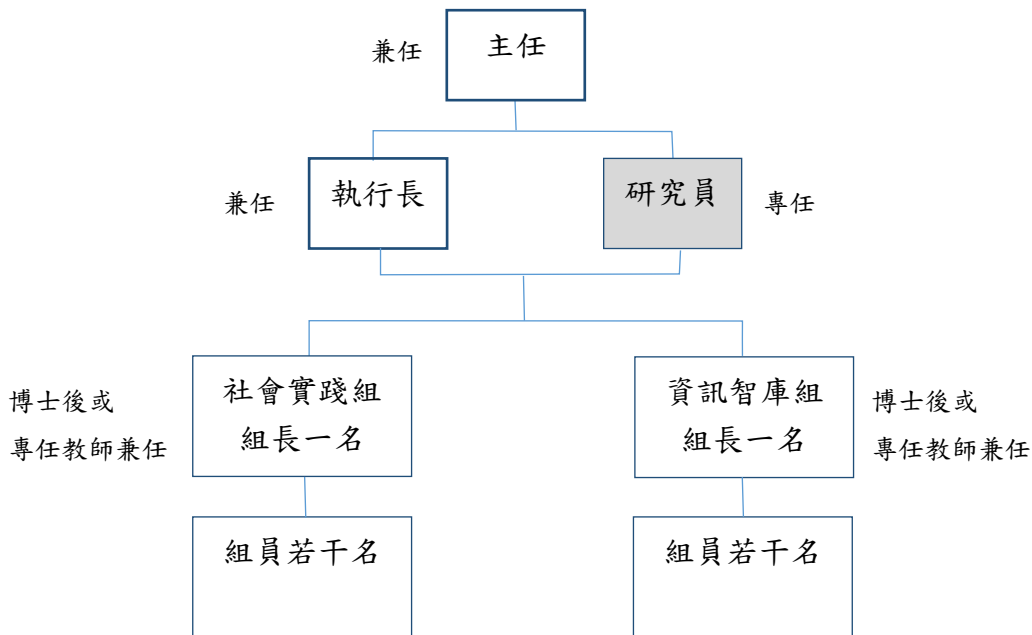 兼任
主任
兼任
執行長
研究員
專任
博士後或
專任教師兼任
社會實踐組
組長一名
資訊智庫組
組長一名
博士後或
專任教師兼任
組員若干名
組員若干名